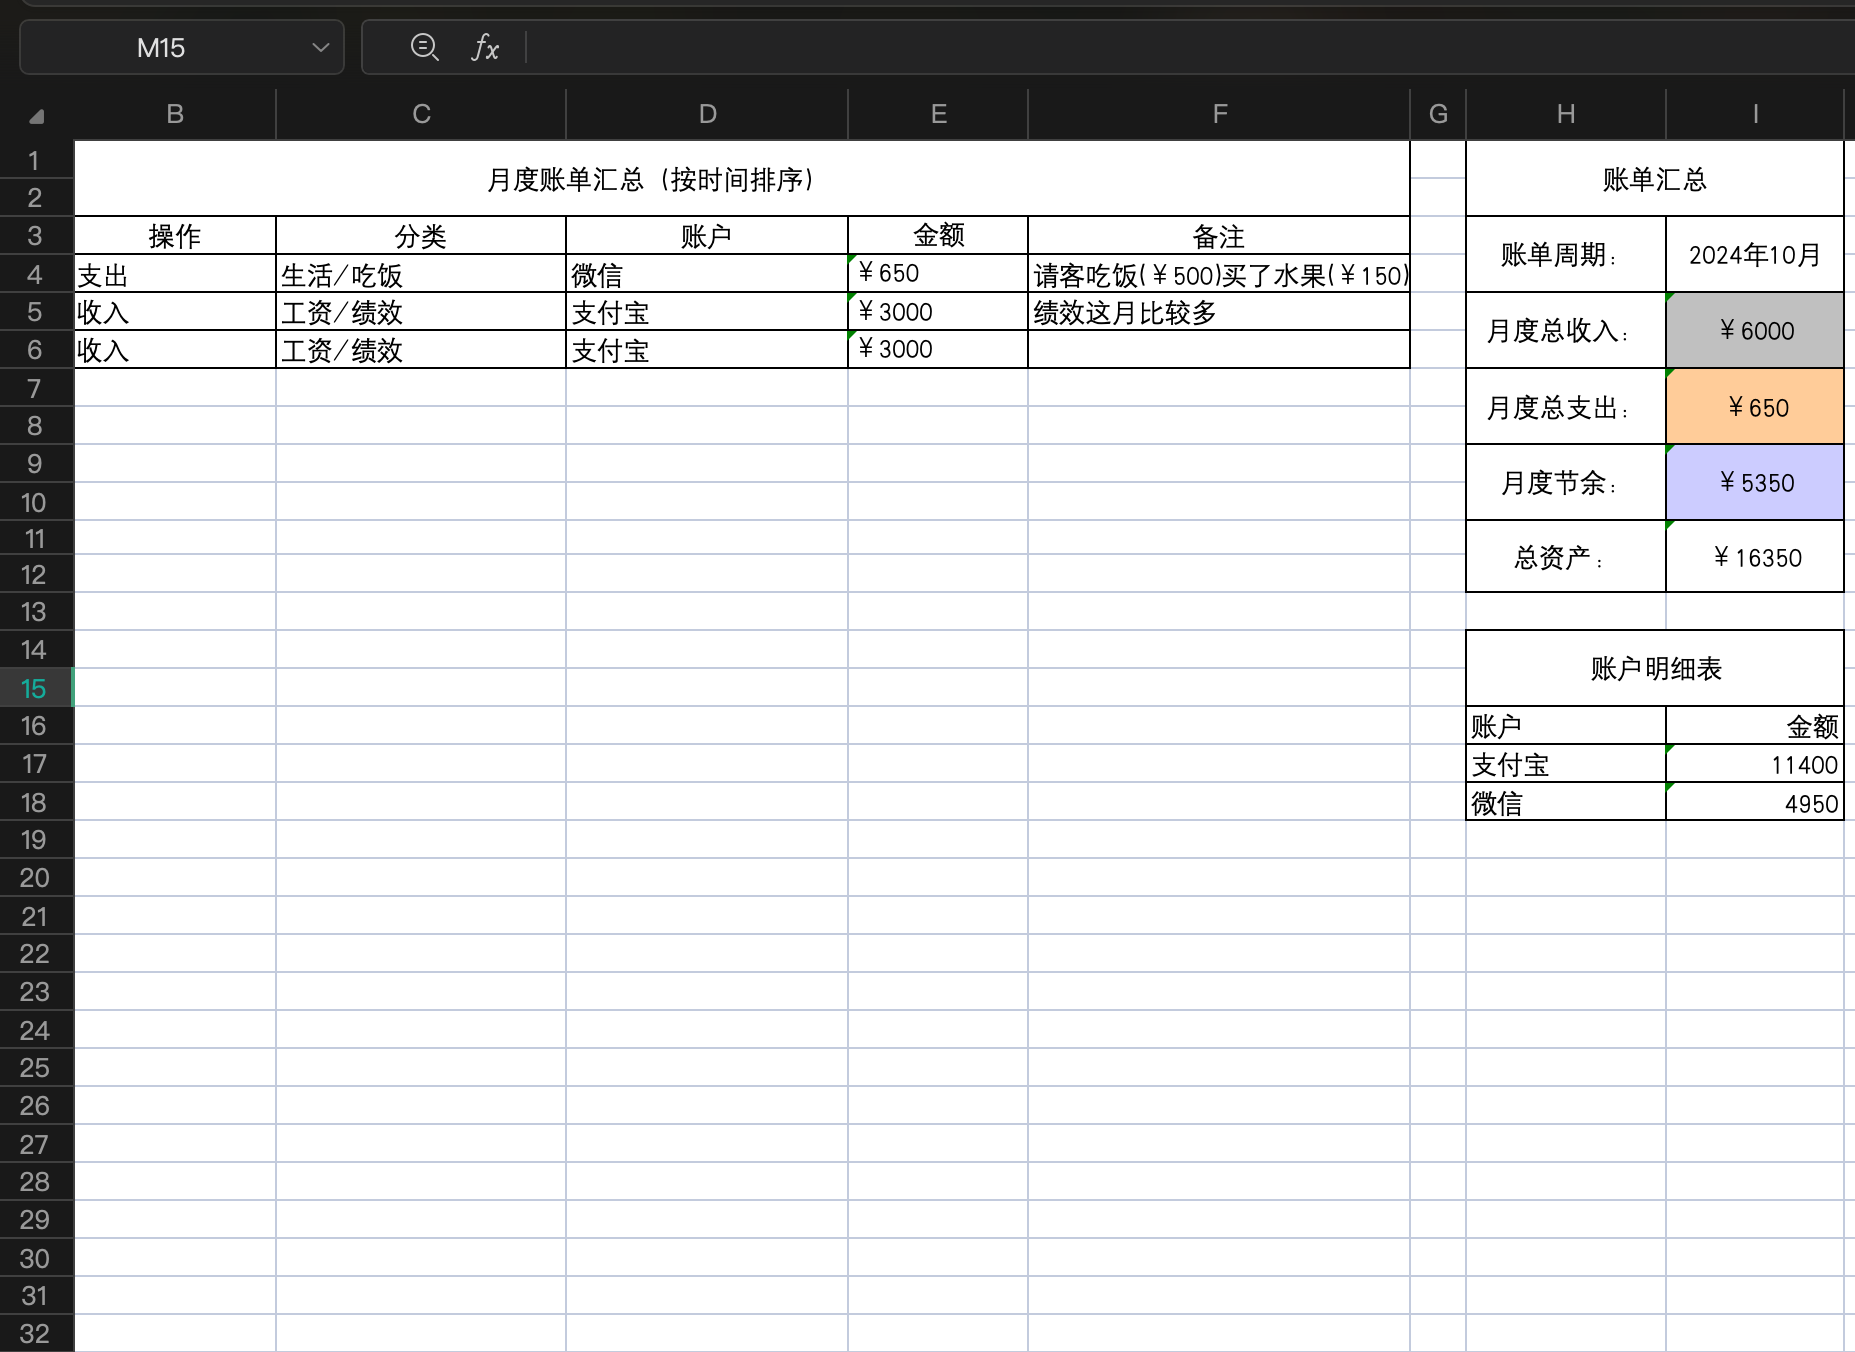 M15
fx
B C D E F G H I
1
2
月度账单汇总（按时间排序）
账单汇总
3 操作 分类 账户 金额 备注
账单周期： 2024年10月
4 支出 生活/吃饭 微信 ￥650 请客吃饭(￥500)买了水果(￥150)
5 收入 工资/绩效 支付宝 ￥3000 绩效这月比较多
月度总收入： ￥6000
6 收入 工资/绩效 支付宝 ￥3000
7
月度总支出： ￥650
8
9
月度节余： ￥5350
10
11
总资产： ￥16350
12
13
14
账户明细表
15
16 账户 金额
17 支付宝 11400
18 微信 4950
19
20
21
22
23
24
25
26
27
28
29
30
31
32